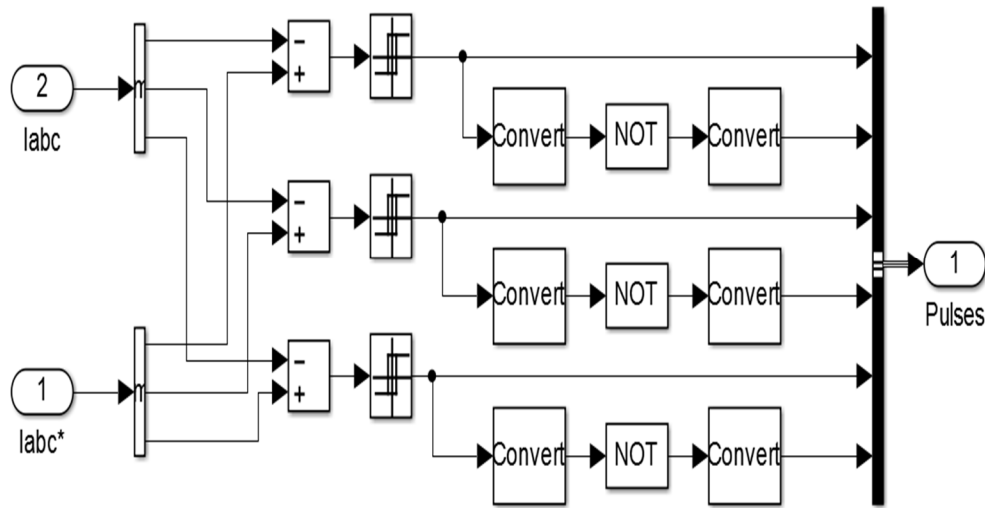 2
Iabc
1
Iabc*
-
+
-
+
-
+
Convert
NOT
Convert
Convert
NOT
Convert
Convert
NOT
Convert
1
Pulses